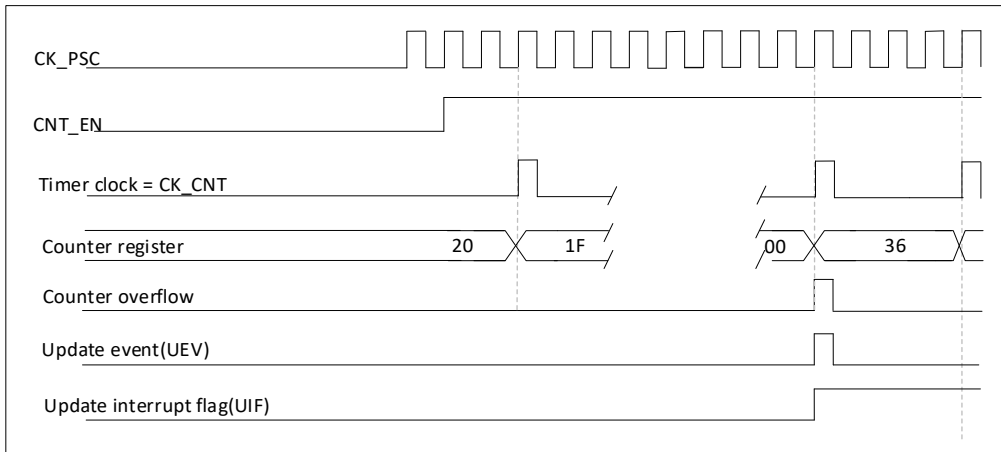 CK_PSC
CNT_EN
Timer clock = CK_CNT
Counter register 20 1F 00 36
Counter overflow
Update event(UEV)
Update interrupt flag(UIF)